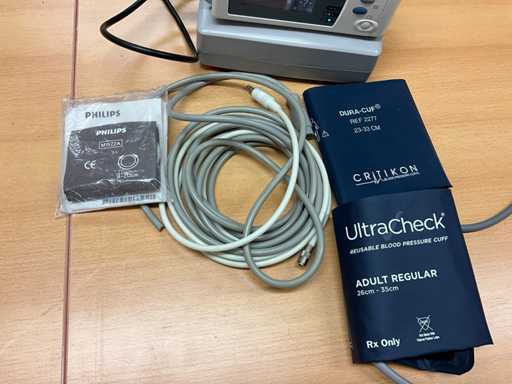 PHILIPS
PHILIPS
M1572A
CE
DURA-CUF®
REF 2277
23-33 CM
CRITIKON
UltraCheck®
REUSABLE BLOOD PRESSURE CUFF
ADULT REGULAR
26cm - 35cm
Rx Only